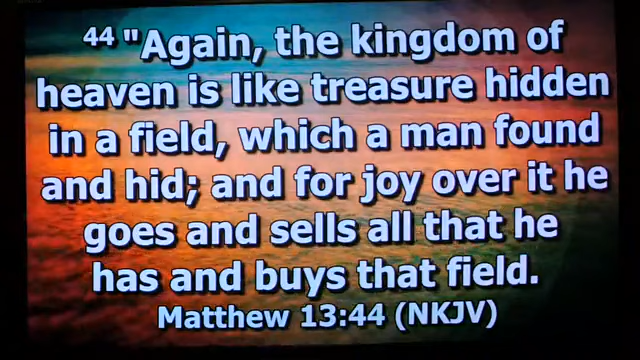 44 "Again, the kingdom of
heaven is like treasure hidden
in a field, which a man found
and hid; and for joy over it he
goes and sells all that he
has and buys that field.
Matthew 13:44 (NKJV)